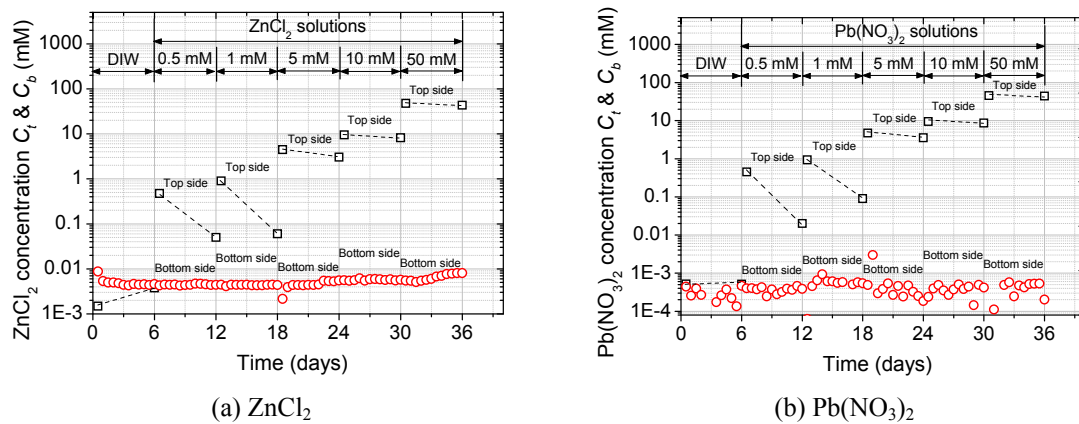 (a)
ZnCl2 solutions
DIW 0.5 mM 1 mM 5 mM 10 mM 50 mM
ZnCl2 concentration Ct & Cb (mM)
1000
100
10
1
0.1
0.01
1E-3
Top side
Top side
Top side
Top side
Top side
Bottom side
Bottom side
Bottom side
Bottom side
Bottom side
0 6 12 18 24 30 36
Time (days)
(a) ZnCl2
(b)
Pb(NO3)2 solutions
DIW 0.5 mM 1 mM 5 mM 10 mM 50 mM
Pb(NO3)2 concentration Ct & Cb (mM)
1000
100
10
1
0.1
0.01
1E-3
1E-4
Top side
Top side
Top side
Top side
Top side
Bottom side
Bottom side
Bottom side
Bottom side
Bottom side
0 6 12 18 24 30 36
Time (days)
(b) Pb(NO3)2